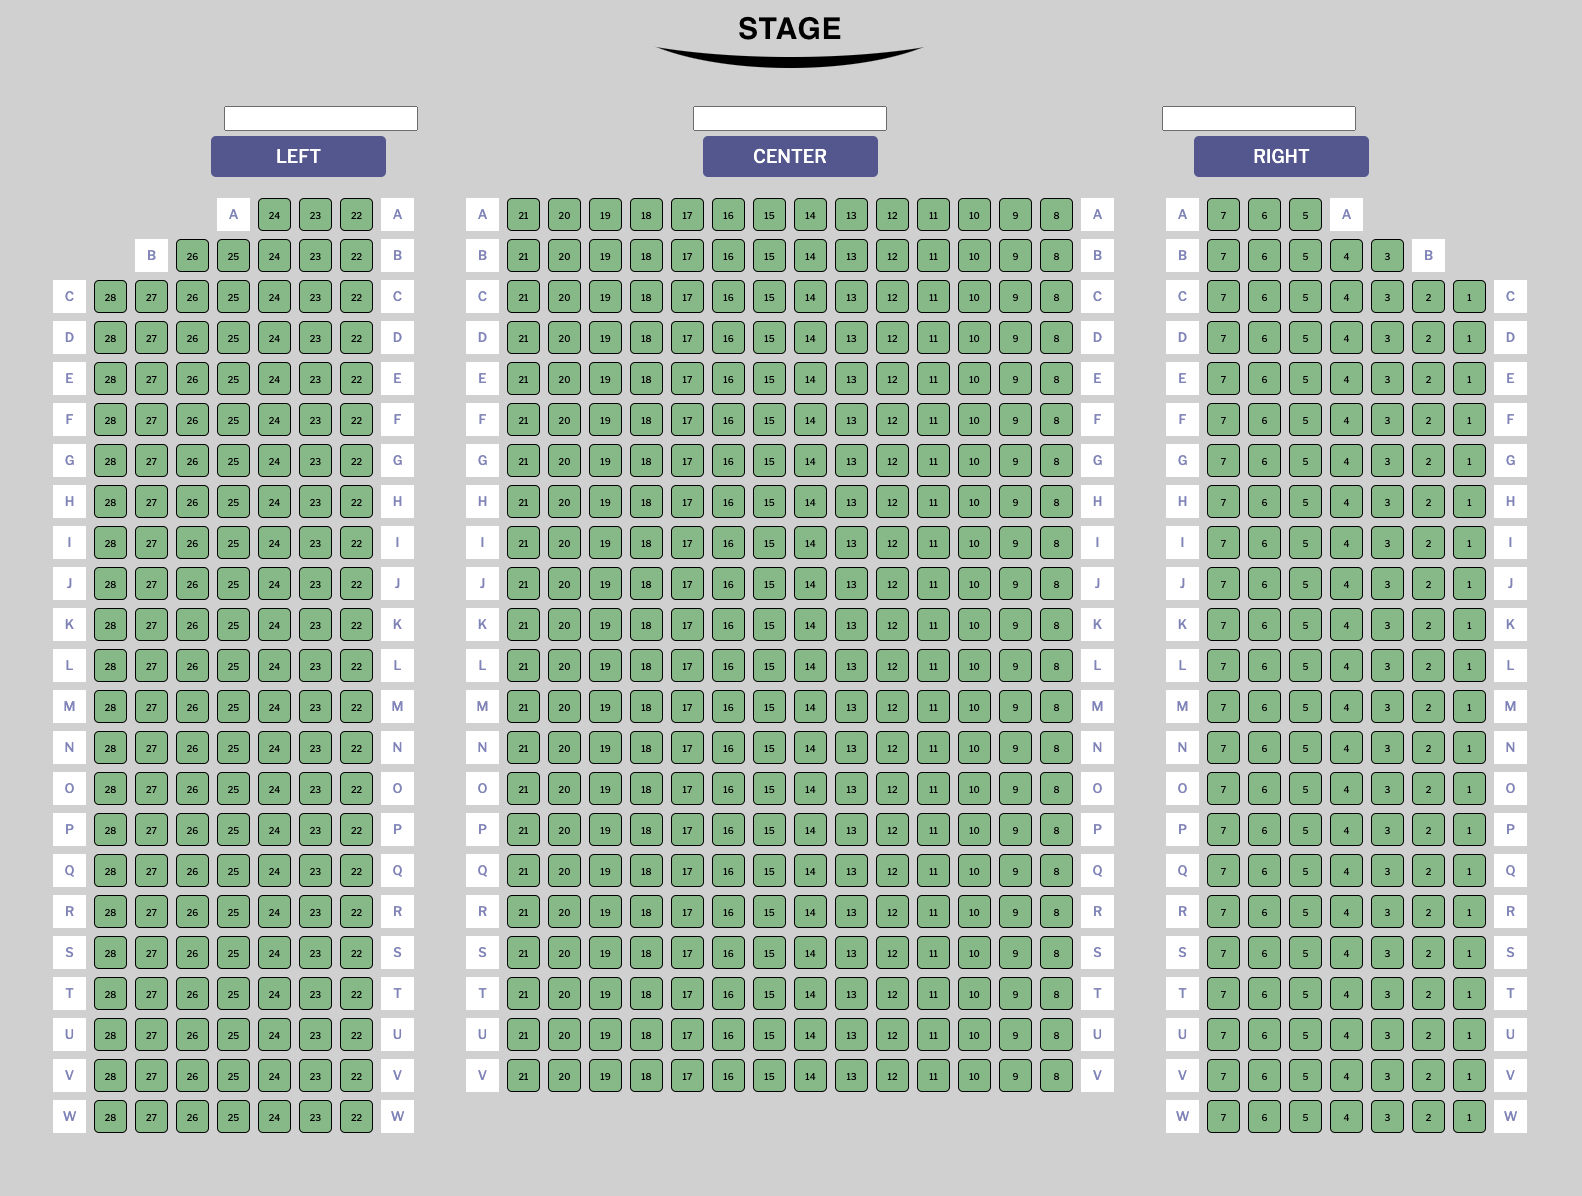 STAGE
LEFT CENTER RIGHT
A 24 23 22 A A 21 20 19 18 17 16 15 14 13 12 11 10 9 8 A A 7 6 5 A
B 26 25 24 23 22 B B 21 20 19 18 17 16 15 14 13 12 11 10 9 8 B B 7 6 5 4 3 B
C 28 27 26 25 24 23 22 C C 21 20 19 18 17 16 15 14 13 12 11 10 9 8 C C 7 6 5 4 3 2 1 C
D 28 27 26 25 24 23 22 D D 21 20 19 18 17 16 15 14 13 12 11 10 9 8 D D 7 6 5 4 3 2 1 D
E 28 27 26 25 24 23 22 E E 21 20 19 18 17 16 15 14 13 12 11 10 9 8 E E 7 6 5 4 3 2 1 E
F 28 27 26 25 24 23 22 F F 21 20 19 18 17 16 15 14 13 12 11 10 9 8 F F 7 6 5 4 3 2 1 F
G 28 27 26 25 24 23 22 G G 21 20 19 18 17 16 15 14 13 12 11 10 9 8 G G 7 6 5 4 3 2 1 G
H 28 27 26 25 24 23 22 H H 21 20 19 18 17 16 15 14 13 12 11 10 9 8 H H 7 6 5 4 3 2 1 H
I 28 27 26 25 24 23 22 I I 21 20 19 18 17 16 15 14 13 12 11 10 9 8 I I 7 6 5 4 3 2 1 I
J 28 27 26 25 24 23 22 J J 21 20 19 18 17 16 15 14 13 12 11 10 9 8 J J 7 6 5 4 3 2 1 J
K 28 27 26 25 24 23 22 K K 21 20 19 18 17 16 15 14 13 12 11 10 9 8 K K 7 6 5 4 3 2 1 K
L 28 27 26 25 24 23 22 L L 21 20 19 18 17 16 15 14 13 12 11 10 9 8 L L 7 6 5 4 3 2 1 L
M 28 27 26 25 24 23 22 M M 21 20 19 18 17 16 15 14 13 12 11 10 9 8 M M 7 6 5 4 3 2 1 M
N 28 27 26 25 24 23 22 N N 21 20 19 18 17 16 15 14 13 12 11 10 9 8 N N 7 6 5 4 3 2 1 N
O 28 27 26 25 24 23 22 O O 21 20 19 18 17 16 15 14 13 12 11 10 9 8 O O 7 6 5 4 3 2 1 O
P 28 27 26 25 24 23 22 P P 21 20 19 18 17 16 15 14 13 12 11 10 9 8 P P 7 6 5 4 3 2 1 P
Q 28 27 26 25 24 23 22 Q Q 21 20 19 18 17 16 15 14 13 12 11 10 9 8 Q Q 7 6 5 4 3 2 1 Q
R 28 27 26 25 24 23 22 R R 21 20 19 18 17 16 15 14 13 12 11 10 9 8 R R 7 6 5 4 3 2 1 R
S 28 27 26 25 24 23 22 S S 21 20 19 18 17 16 15 14 13 12 11 10 9 8 S S 7 6 5 4 3 2 1 S
T 28 27 26 25 24 23 22 T T 21 20 19 18 17 16 15 14 13 12 11 10 9 8 T T 7 6 5 4 3 2 1 T
U 28 27 26 25 24 23 22 U U 21 20 19 18 17 16 15 14 13 12 11 10 9 8 U U 7 6 5 4 3 2 1 U
V 28 27 26 25 24 23 22 V V 21 20 19 18 17 16 15 14 13 12 11 10 9 8 V V 7 6 5 4 3 2 1 V
W 28 27 26 25 24 23 22 W W 7 6 5 4 3 2 1 W